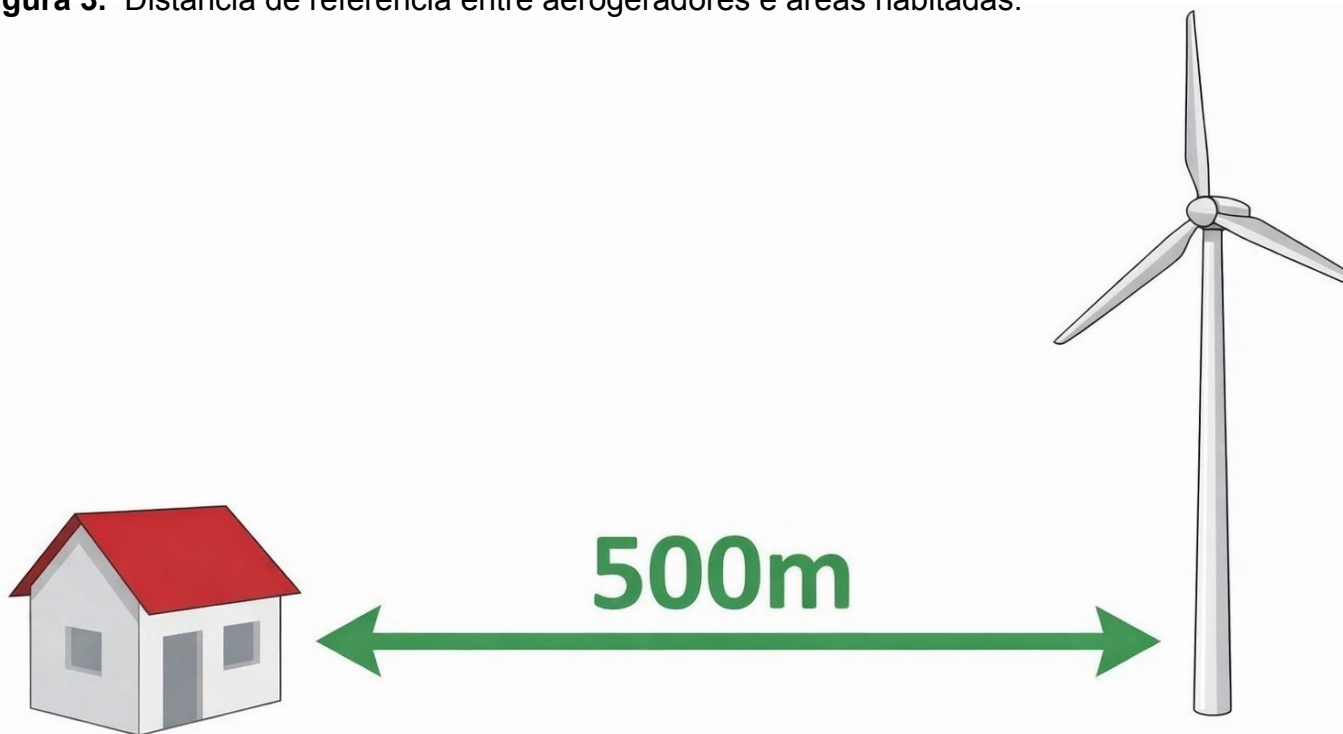 gura 3. Distância de referência entre aerogeradores e áreas habitadas.
500m